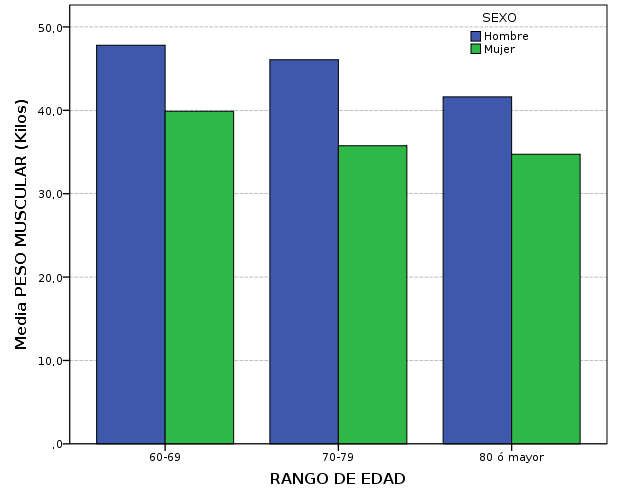 SEXO
Hombre
Mujer
Media PESO MUSCULAR (Kilos)
50,0
40,0
30,0
20,0
10,0
,0
60-69
70-79
80 ó mayor
RANGO DE EDAD